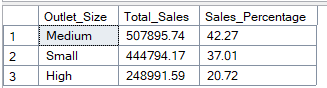 Outlet_Size Total_Sales Sales_Percentage
1 Medium 507895.74 42.27
2 Small 444794.17 37.01
3 High 248991.59 20.72